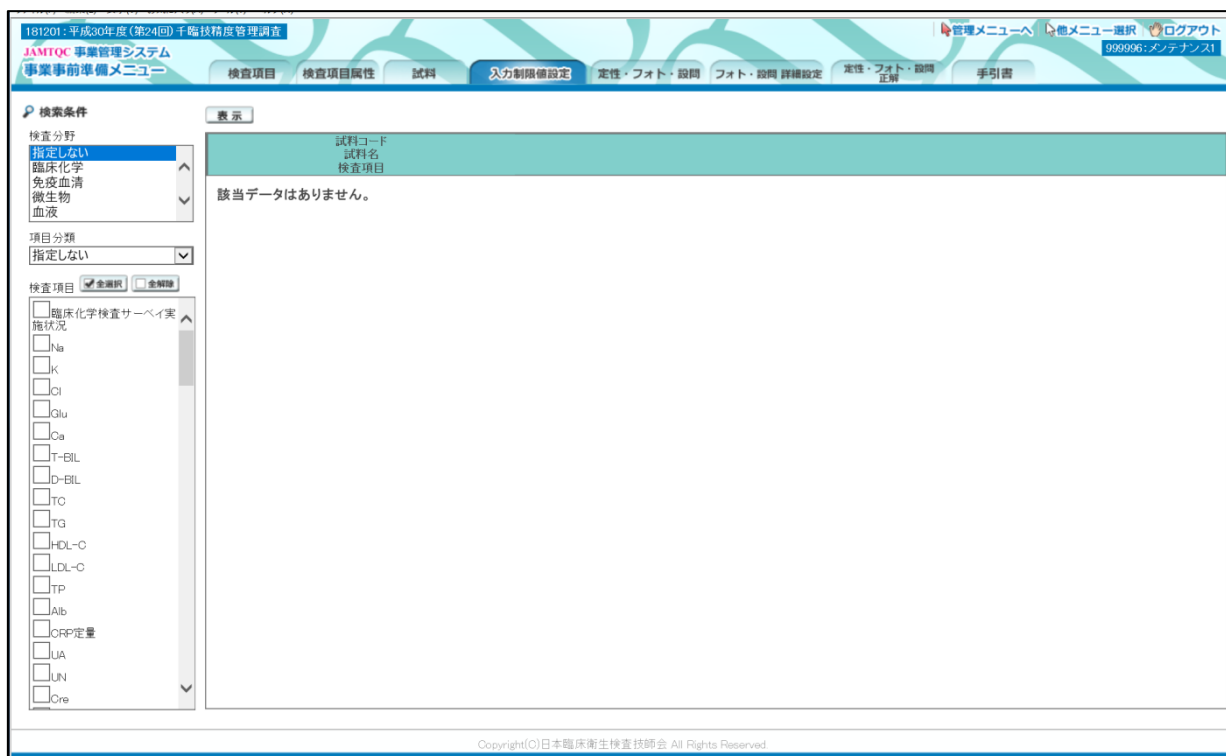 181201：平成30年度(第24回)千臨技精度管理調査
管理メニューへ 他メニュー選択 ログアウト
999996:メンテナンス1
JAMTQC 事業管理システム
事業事前準備メニュー
検査項目 検査項目属性 試料 入力制限値設定 定性・フォト・設問 フォト・設問 詳細設定 定性・フォト・設問 正解 手引書
検索条件
表示
検査分野
指定しない
臨床化学
免疫血清
微生物
血液
項目分類
指定しない
検査項目 全選択 全解除
臨床化学検査サーベイ実
施状況
Na
K
Cl
Glu
Ca
T-BIL
D-BIL
TC
TG
HDL-C
LDL-C
TP
Alb
CRP定量
UA
UN
Cre
試料コード
試料名
検査項目
該当データはありません。
Copyright(C)日本臨床衛生検査技師会 All Rights Reserved.